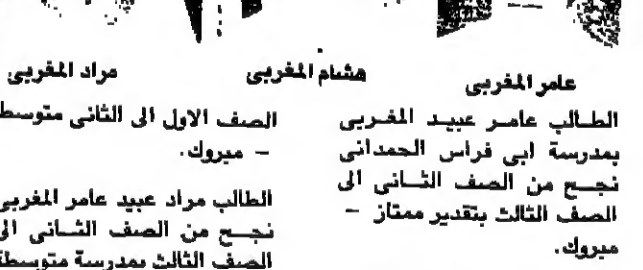 عامر المغربي
هشام المغربي
مراد المغربي
الطالب عامر عبيد المغربي
بمدرسة ابى فراس الحمدانى
نجح من الصف الثانى الى
الصف الثالث بتقدير ممتاز –
مبروك.
الصف الاول الى الثانى متوسط
– مبروك.
الطالب مراد عبيد عامر المغربي
نجح من الصف الثانى الى
الصف الثالث بمدرسة متوسطة